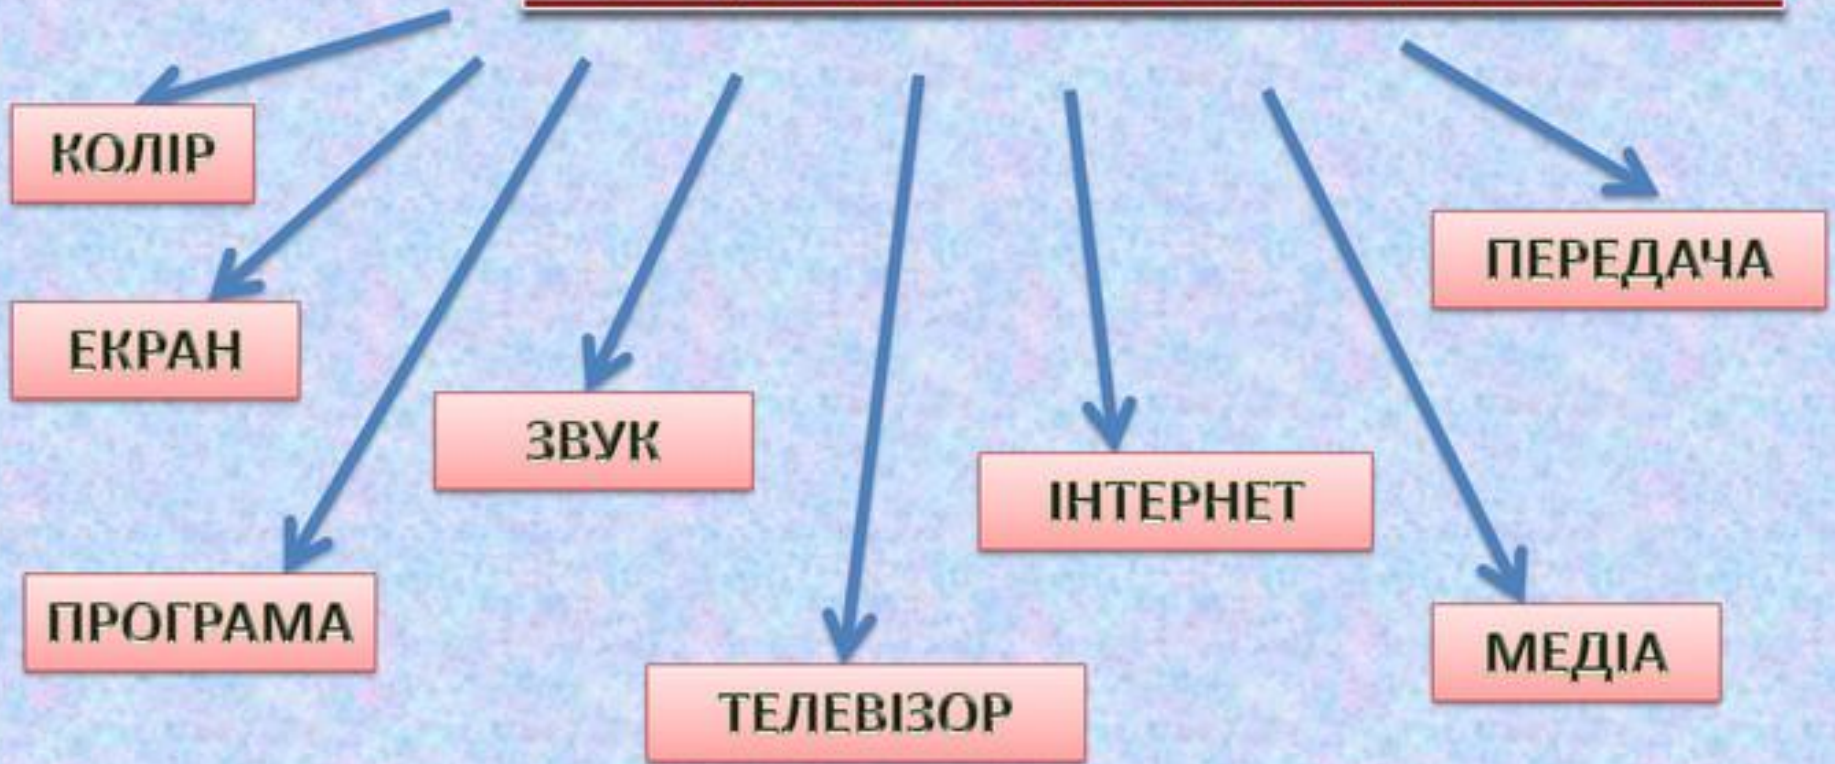 КОЛІР
ПЕРЕДАЧА
ЕКРАН
ЗВУК
ІНТЕРНЕТ
ПРОГРАМА
МЕДІА
ТЕЛЕВІЗОР